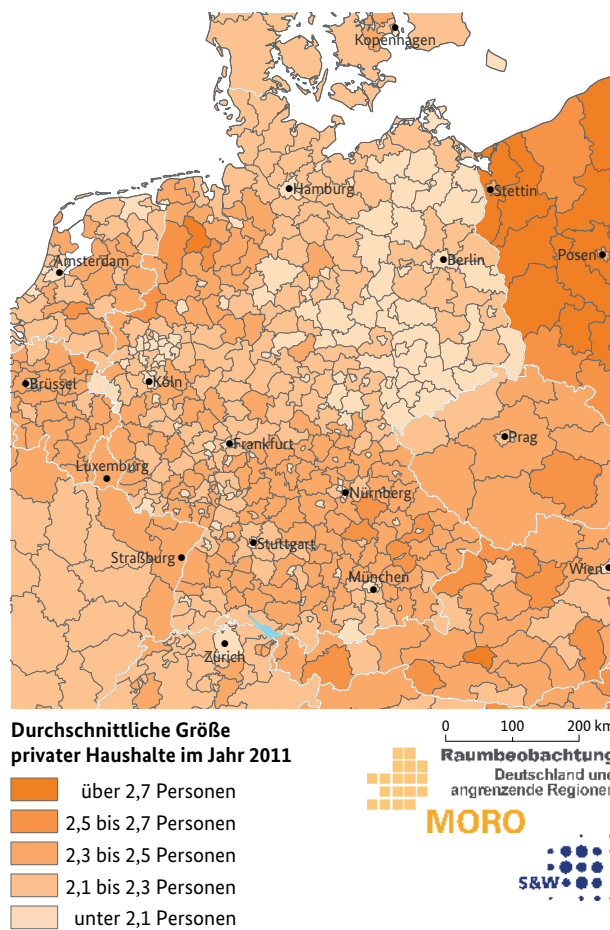 Kopenhagen
Hamburg
Stettin
Amsterdam
Berlin
Posen
Brüssel
Köln
Frankfurt
Prag
Luxemburg
Nürnberg
Straßburg
Stuttgart
Wien
München
Zürich
Durchschnittliche Größe
privater Haushalte im Jahr 2011
über 2,7 Personen
2,5 bis 2,7 Personen
2,3 bis 2,5 Personen
2,1 bis 2,3 Personen
unter 2,1 Personen
0 100 200 km
Raumbeobachtung
Deutschland und
angrenzende Regionen
MORO
S&W